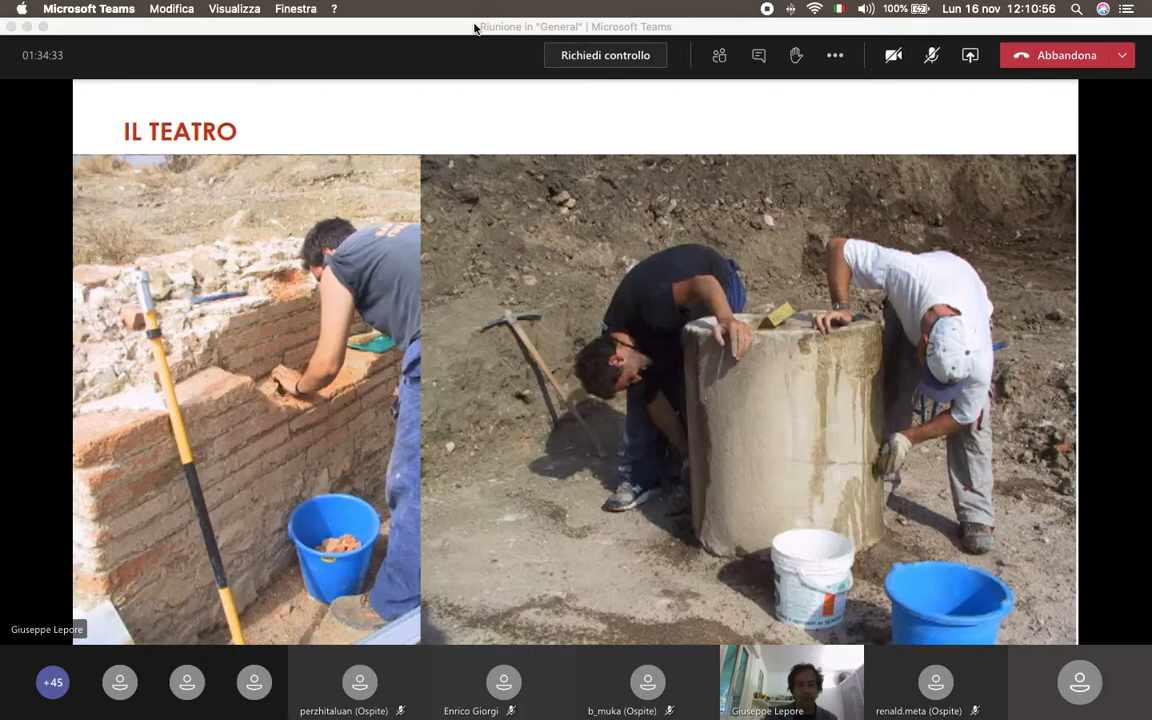 Microsoft Teams Modifica Visualizza Finestra ? 100% Lun 16 nov 12:10:56
Riunione in "General" | Microsoft Teams
01:34:33 Richiedi controllo Abbandona
IL TEATRO
Giuseppe Lepore
+45 perzhitaluan (Ospite) Enrico Giorgi b_muka (Ospite) Giuseppe Lepore renald.meta (Ospite)